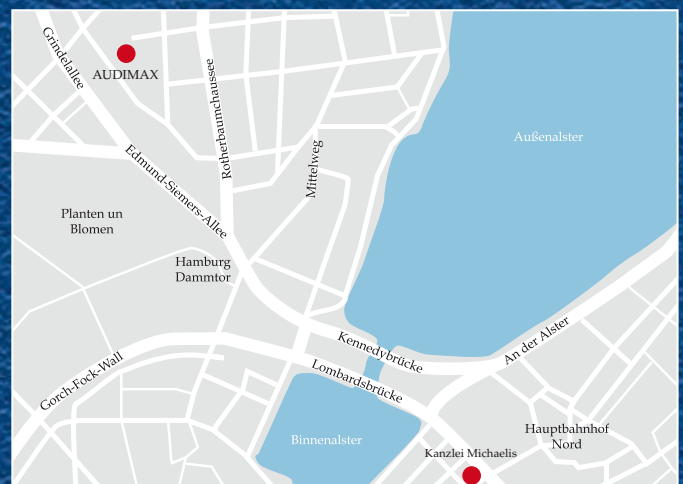 Grindelallee
AUDIMAX
Rotherbaumchaussee
Außenalster
Mittelweg
Edmund-Siemers-Allee
Planten un
Blomen
Hamburg
Dammtor
Kennedybrücke
An der Alster
Gorch-Fock-Wall
Lombardsbrücke
Hauptbahnhof
Nord
Binnenalster
Kanzlei Michaelis